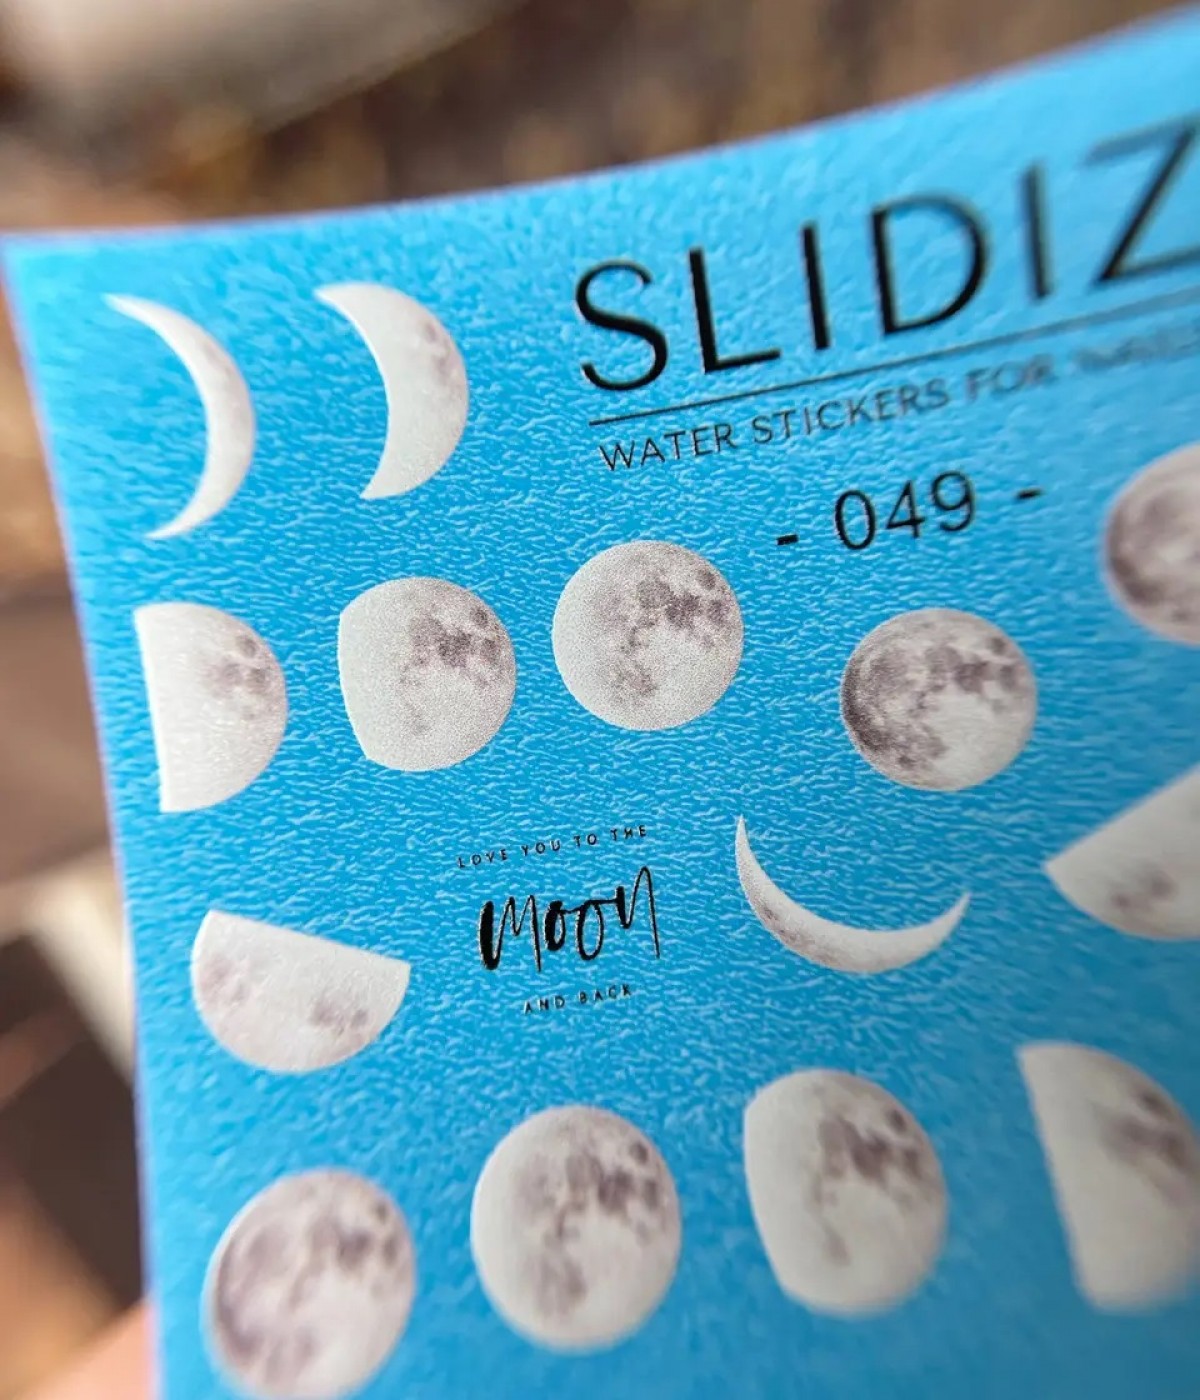 SLIDIZ
WATER STICKERS FOR
- 049 -
LOVE YOU TO THE
moon
AND BACK